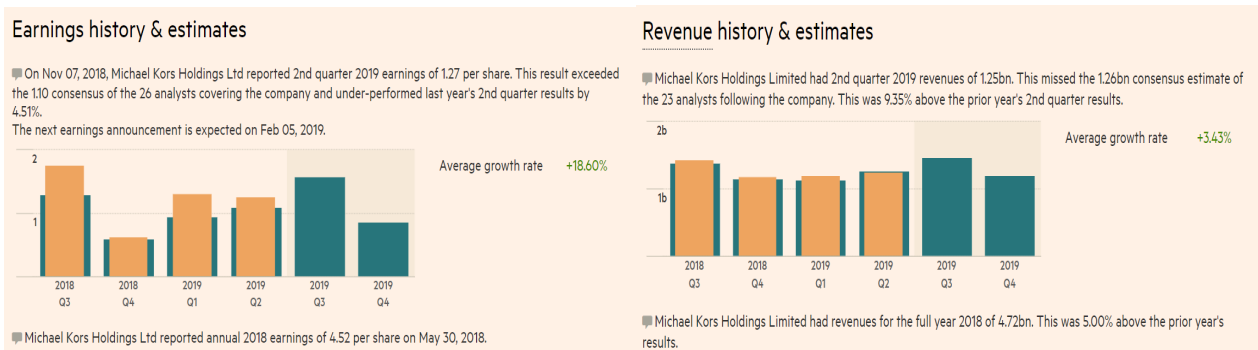 Earnings history & estimates
On Nov 07, 2018, Michael Kors Holdings Ltd reported 2nd quarter 2019 earnings of 1.27 per share. This result exceeded
the 1.10 consensus of the 26 analysts covering the company and under-performed last year's 2nd quarter results by
4.51%.
The next earnings announcement is expected on Feb 05, 2019.
2
1
Average growth rate +18.60%
2018 2018 2019 2019 2019 2019
Q3 Q4 Q1 Q2 Q3 Q4
Michael Kors Holdings Ltd reported annual 2018 earnings of 4.52 per share on May 30, 2018.
Revenue history & estimates
Michael Kors Holdings Limited had 2nd quarter 2019 revenues of 1.25bn. This missed the 1.26bn consensus estimate of
the 23 analysts following the company. This was 9.35% above the prior year's 2nd quarter results.
2b
1b
Average growth rate +3.43%
2018 2018 2019 2019 2019 2019
Q3 Q4 Q1 Q2 Q3 Q4
Michael Kors Holdings Limited had revenues for the full year 2018 of 4.72bn. This was 5.00% above the prior year's
results.